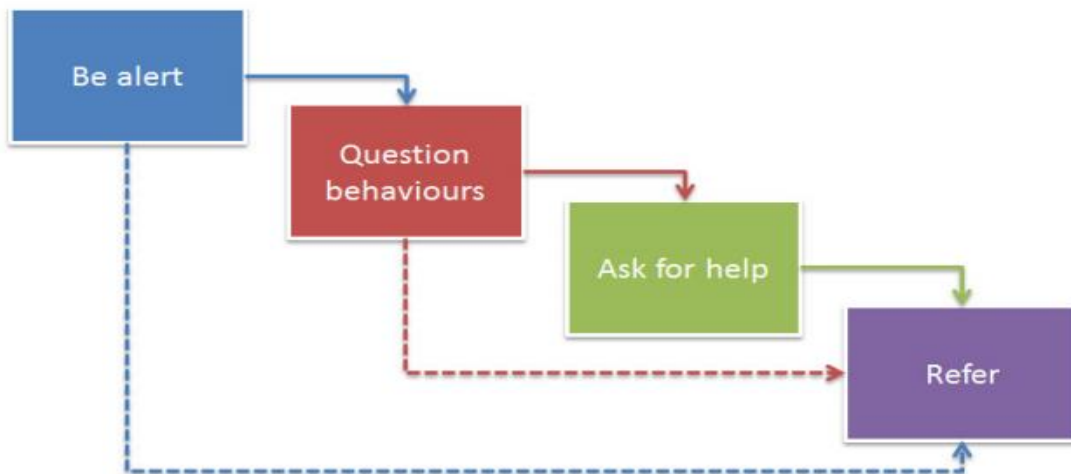 Be alert
Question
behaviours
Ask for help
Refer